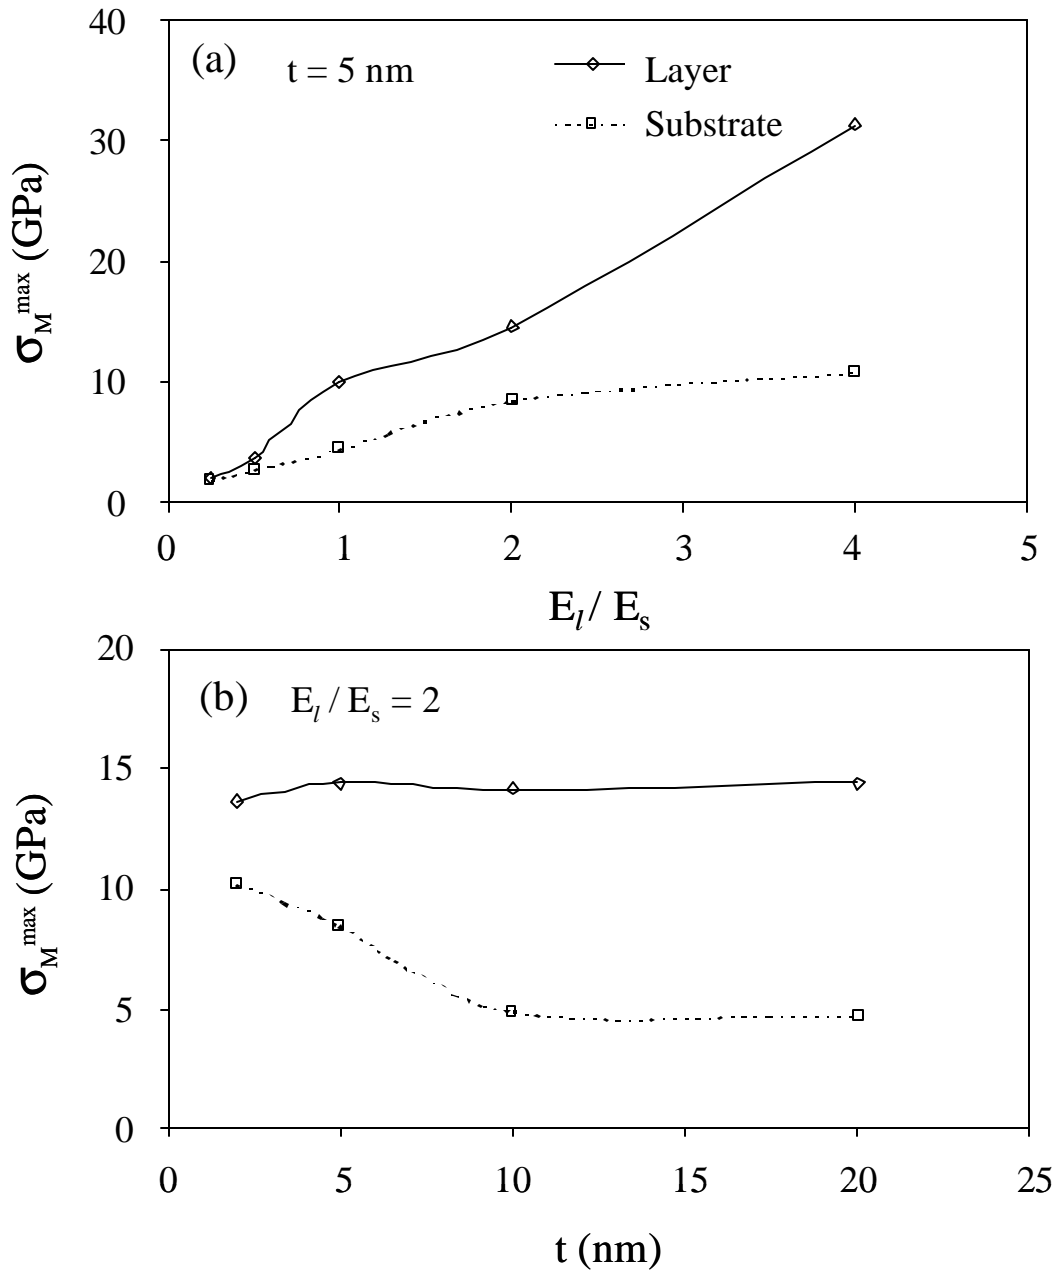 40
(a)
t = 5 nm
Layer
Substrate
30
20
10
0
σM^max (GPa)
0 1 2 3 4 5
El / Es
20
(b)
El / Es = 2
15
10
5
0
σM^max (GPa)
0 5 10 15 20 25
t (nm)